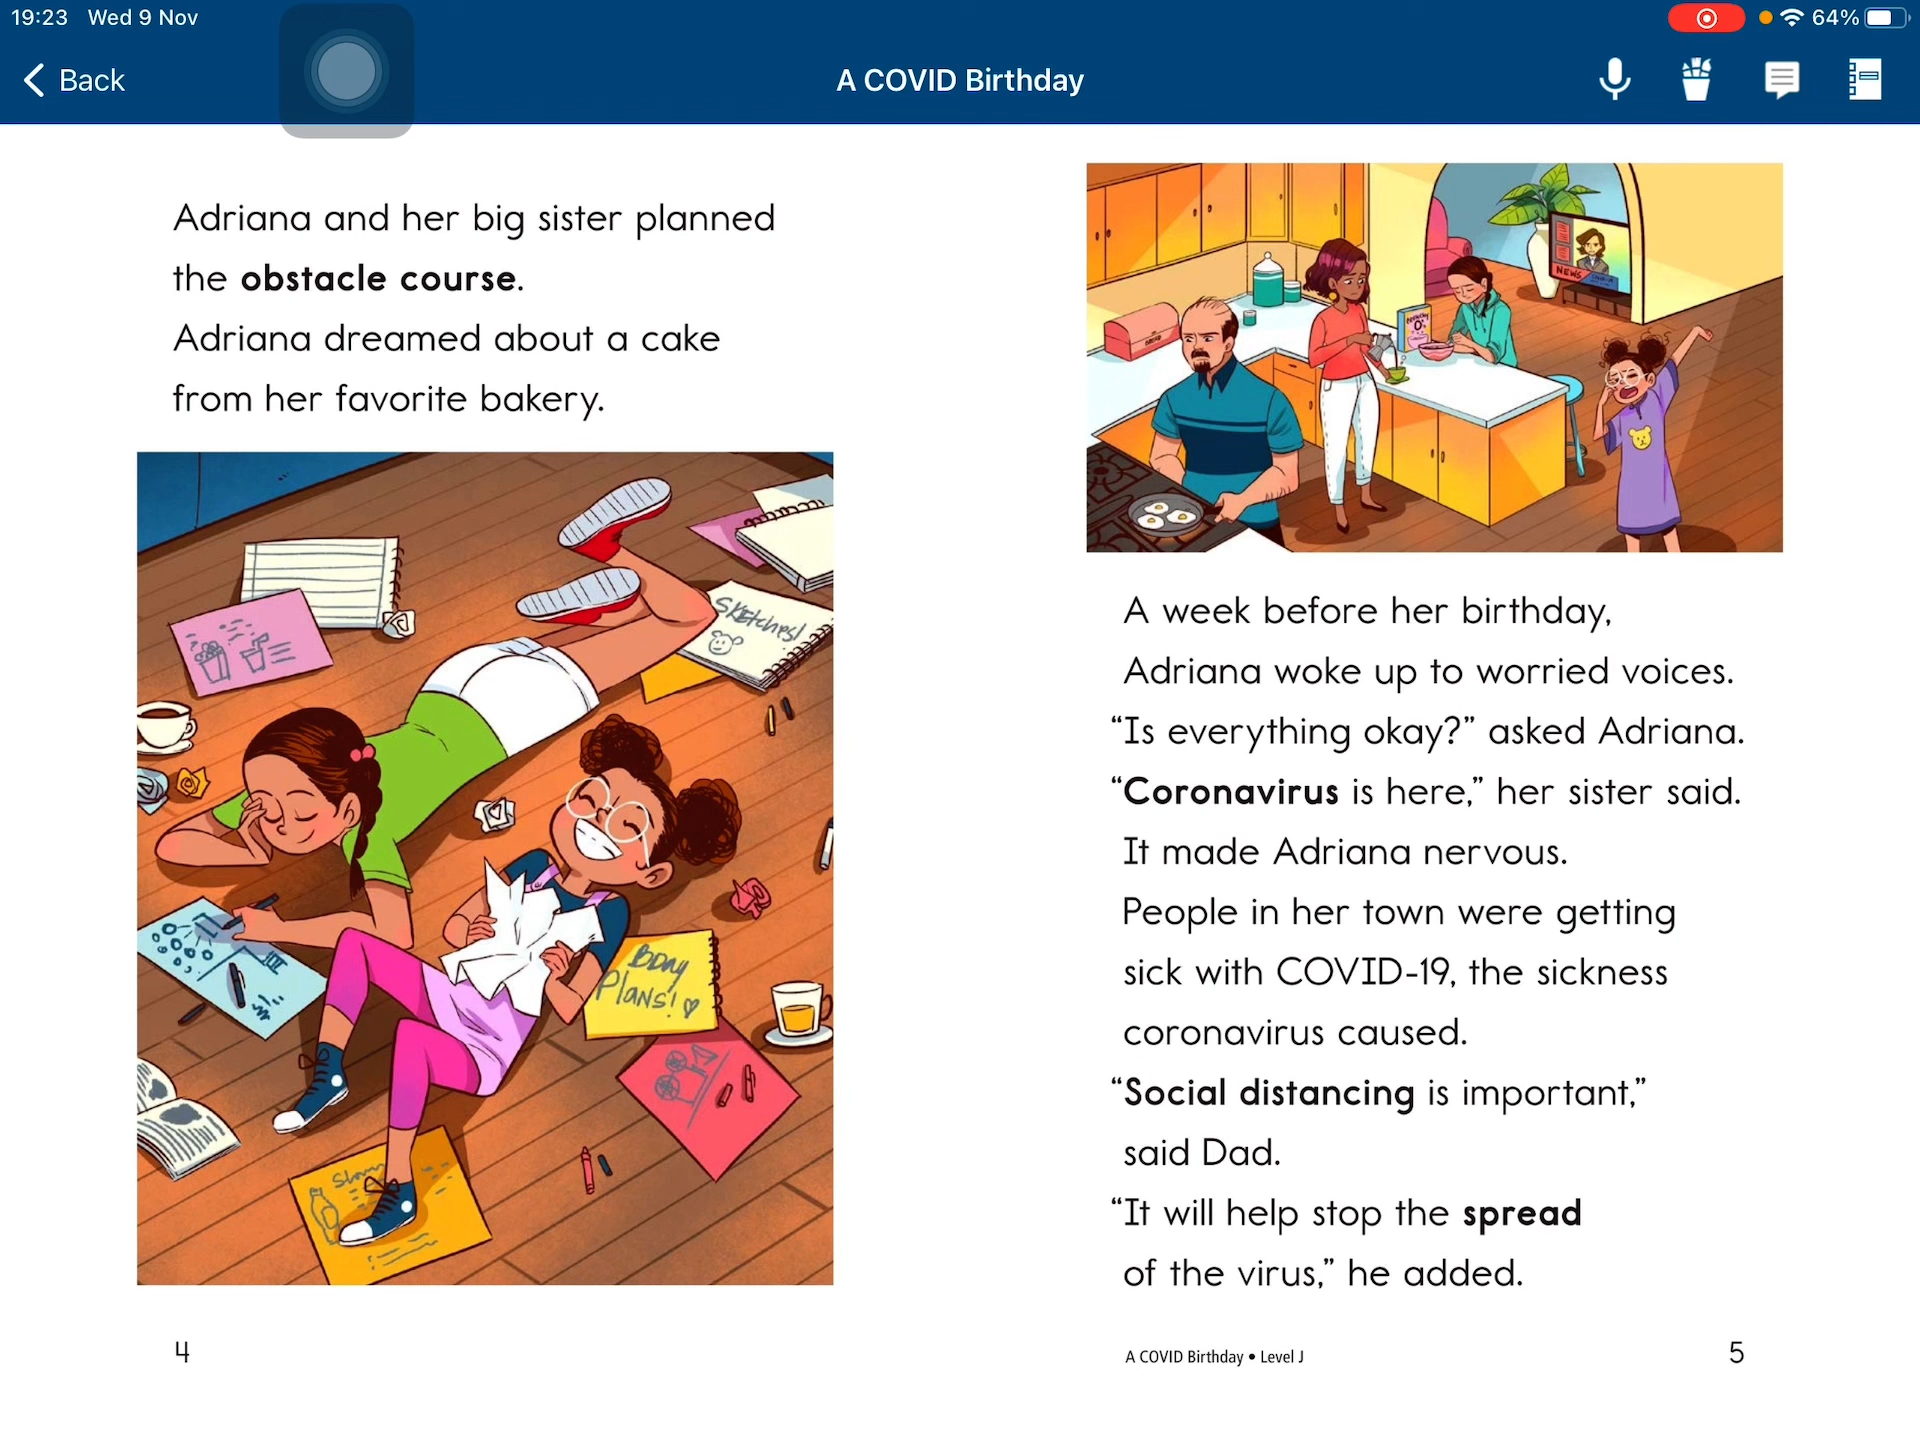 19:23 Wed 9 Nov
64%
Back
A COVID Birthday
Adriana and her big sister planned
the obstacle course.
Adriana dreamed about a cake
from her favorite bakery.
Sketches!
BDay
Plans!
4
NEWS
A week before her birthday,
Adriana woke up to worried voices.
“Is everything okay?” asked Adriana.
“Coronavirus is here,” her sister said.
It made Adriana nervous.
People in her town were getting
sick with COVID-19, the sickness
coronavirus caused.
“Social distancing is important,”
said Dad.
“It will help stop the spread
of the virus,” he added.
A COVID Birthday • Level J
5